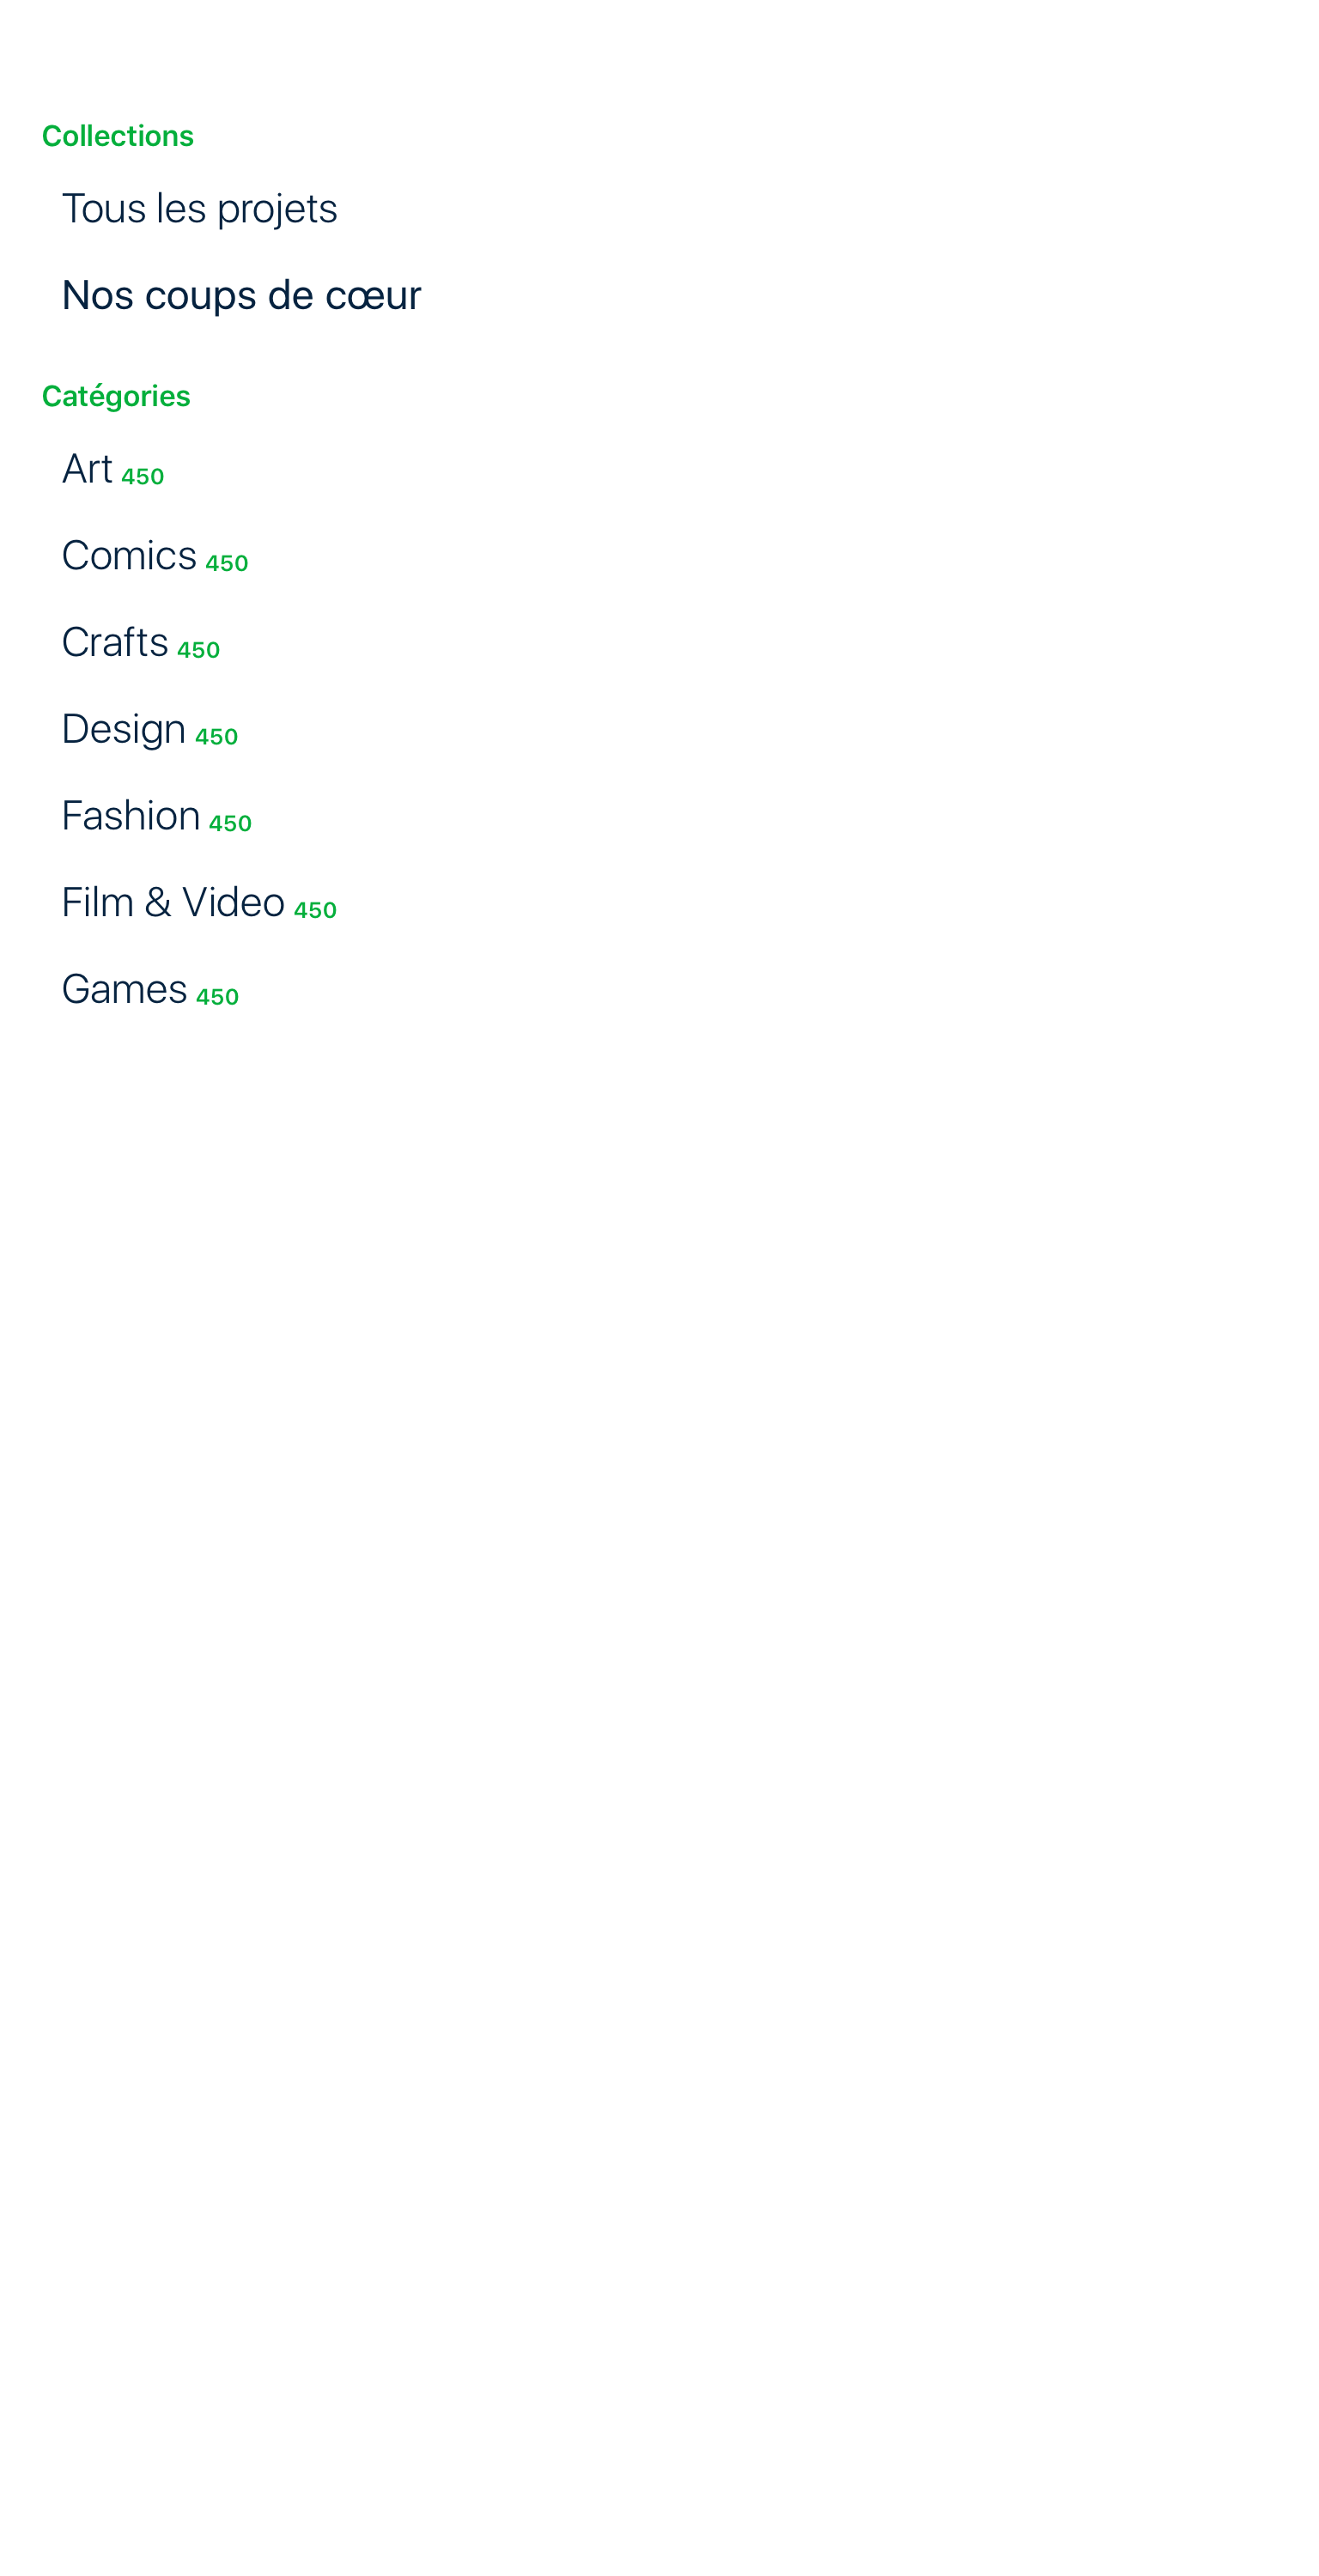 Collections
Tous les projets
Nos coups de cœur
Catégories
Art 450
Comics 450
Crafts 450
Design 450
Fashion 450
Film & Video 450
Games 450